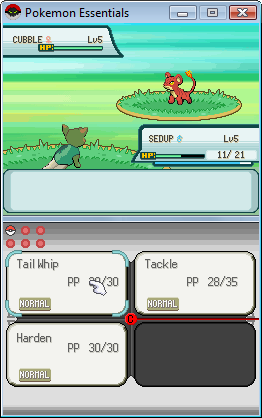 Pokemon Essentials
CUBBLE ♀ Lv5
HP:
SEDUP ♂ Lv5
HP:
11/ 21
Tail Whip
PP /30
NORMAL
Tackle
PP 28/35
NORMAL
Harden
PP 30/30
NORMAL